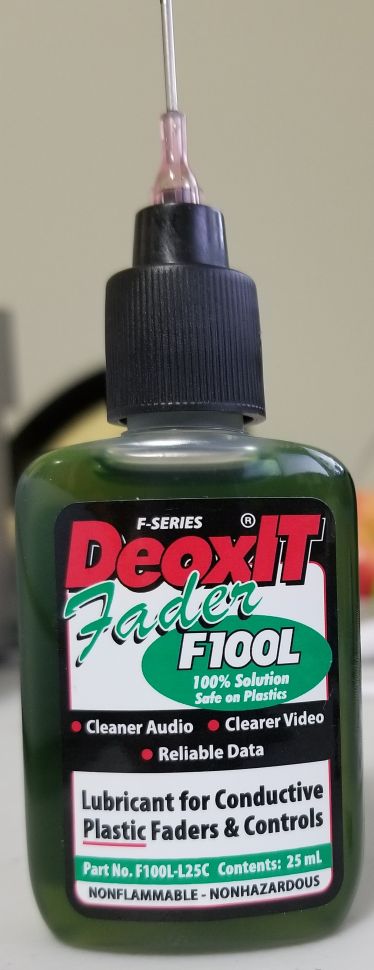 F-SERIES ®
DeoxIT
Fader
F100L
100% Solution
Safe on Plastics
• Cleaner Audio • Clearer Video
• Reliable Data
Lubricant for Conductive
Plastic Faders & Controls
Part No. F100L-L25C Contents: 25 mL
NONFLAMMABLE - NONHAZARDOUS